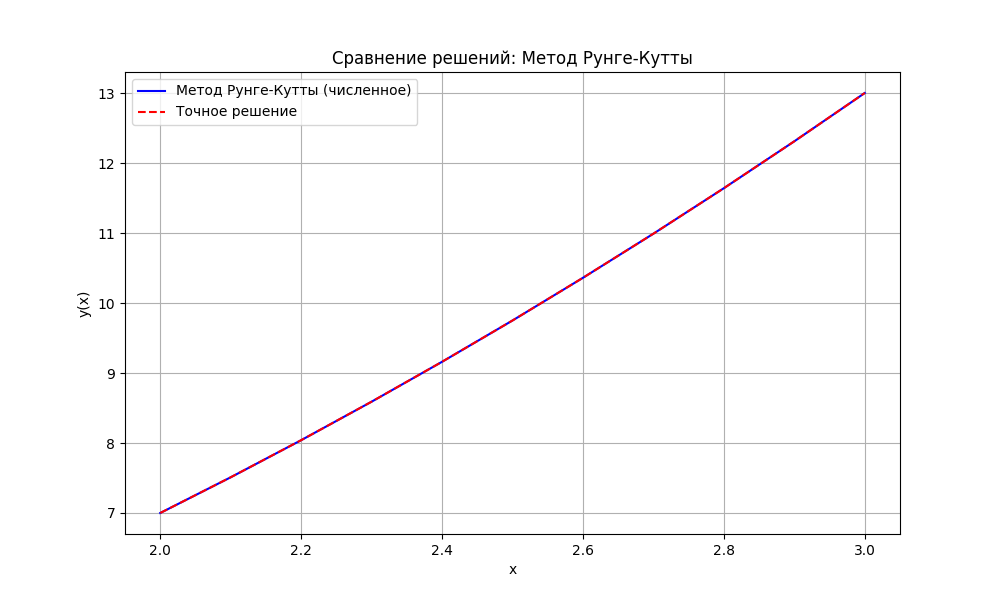 Сравнение решений: Метод Рунге-Кутты
Метод Рунге-Кутты (численное)
Точное решение
13
12
11
10
9
8
7
y(x)
2.0 2.2 2.4 2.6 2.8 3.0
x